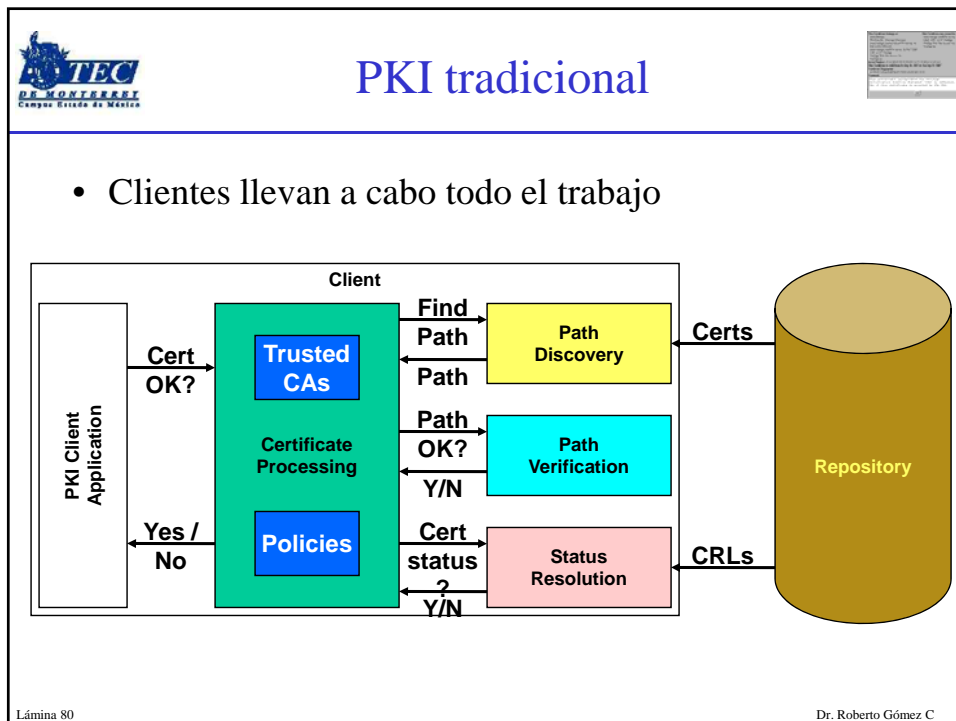 TEC
DE MONTERREY
Campus Estado de México
PKI tradicional
• Clientes llevan a cabo todo el trabajo
Client
PKI Client
Application
Cert
OK?
Yes /
No
Trusted
CAs
Certificate
Processing
Policies
Find
Path
Path
Path
OK?
Y/N
Cert
status
?
Y/N
Path
Discovery
Path
Verification
Status
Resolution
Certs
CRLs
Repository
Lámina 80
Dr. Roberto Gómez C